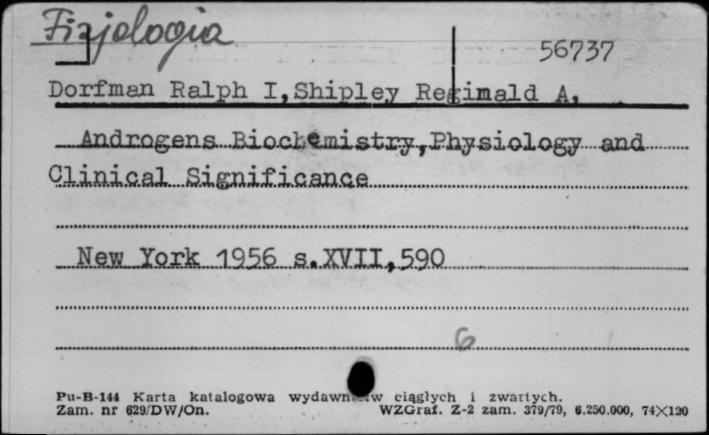 Fizjologia
56737
Dorfman Ralph I,Shipley Reginald A,
Androgens Biochemistry,Physiology and
Clinical Significance
New York 1956 s.XVII,590
6
Pu-B-144 Karta katalogowa wydawnictw ciągłych i zwartych.
Zam. nr 629/DW/On. WZGraf. Z-2 zam. 379/79, 6.250.000, 74×120